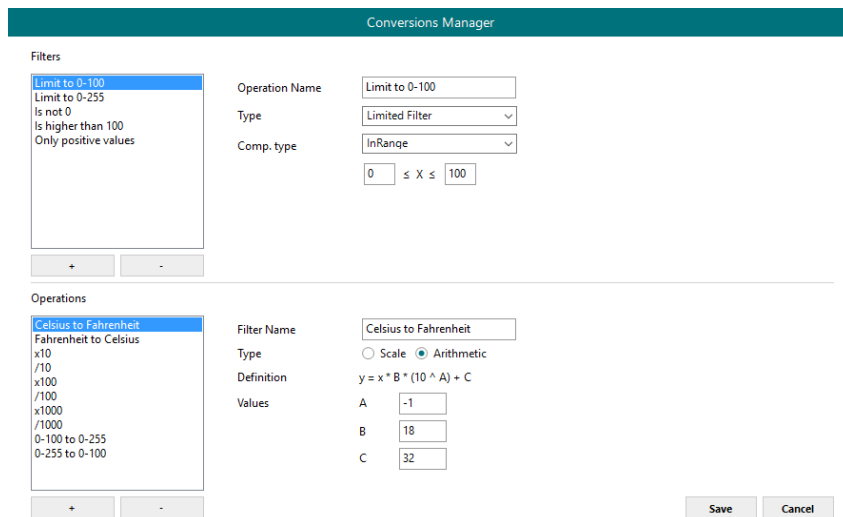 Conversions Manager
Filters
Limit to 0-100
Limit to 0-255
Is not 0
Is higher than 100
Only positive values
+ -
Operation Name Limit to 0-100
Type Limited Filter
Comp. type InRange
0 ≤ X ≤ 100
Operations
Celsius to Fahrenheit
Fahrenheit to Celsius
x10
/10
x100
/100
x1000
/1000
0-100 to 0-255
0-255 to 0-100
+ -
Filter Name Celsius to Fahrenheit
Type Scale Arithmetic
Definition y = x * B * (10 ^ A) + C
Values A -1
B 18
C 32
Save Cancel